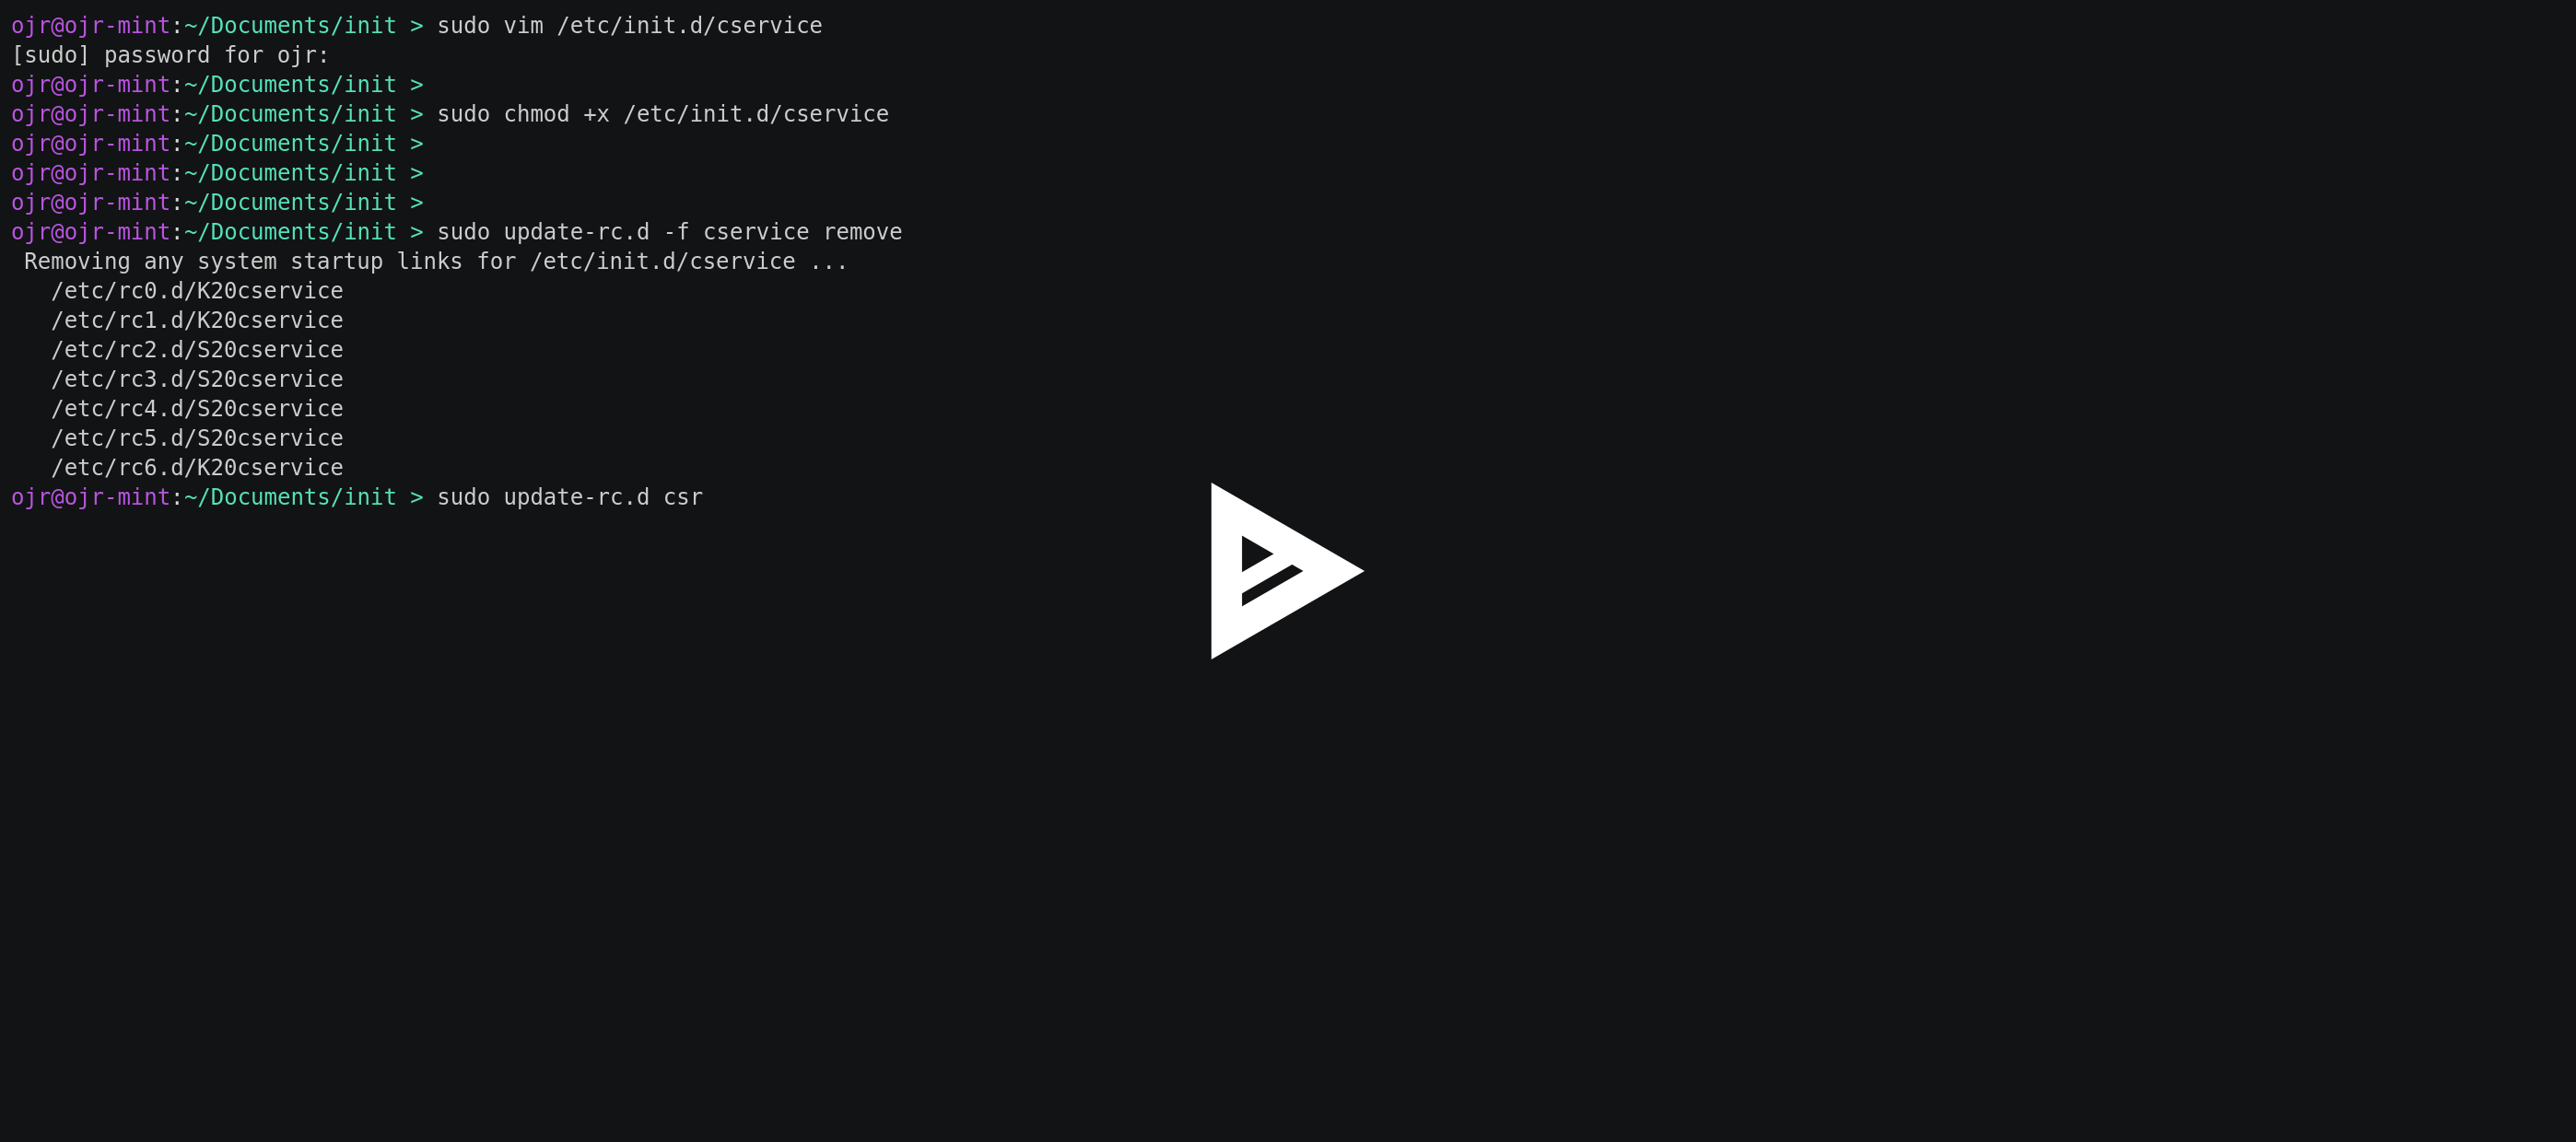 ojr@ojr-mint:~/Documents/init > sudo vim /etc/init.d/cservice
[sudo] password for ojr:
ojr@ojr-mint:~/Documents/init >
ojr@ojr-mint:~/Documents/init > sudo chmod +x /etc/init.d/cservice
ojr@ojr-mint:~/Documents/init >
ojr@ojr-mint:~/Documents/init >
ojr@ojr-mint:~/Documents/init >
ojr@ojr-mint:~/Documents/init > sudo update-rc.d -f cservice remove
 Removing any system startup links for /etc/init.d/cservice ...
   /etc/rc0.d/K20cservice
   /etc/rc1.d/K20cservice
   /etc/rc2.d/S20cservice
   /etc/rc3.d/S20cservice
   /etc/rc4.d/S20cservice
   /etc/rc5.d/S20cservice
   /etc/rc6.d/K20cservice
ojr@ojr-mint:~/Documents/init > sudo update-rc.d csr